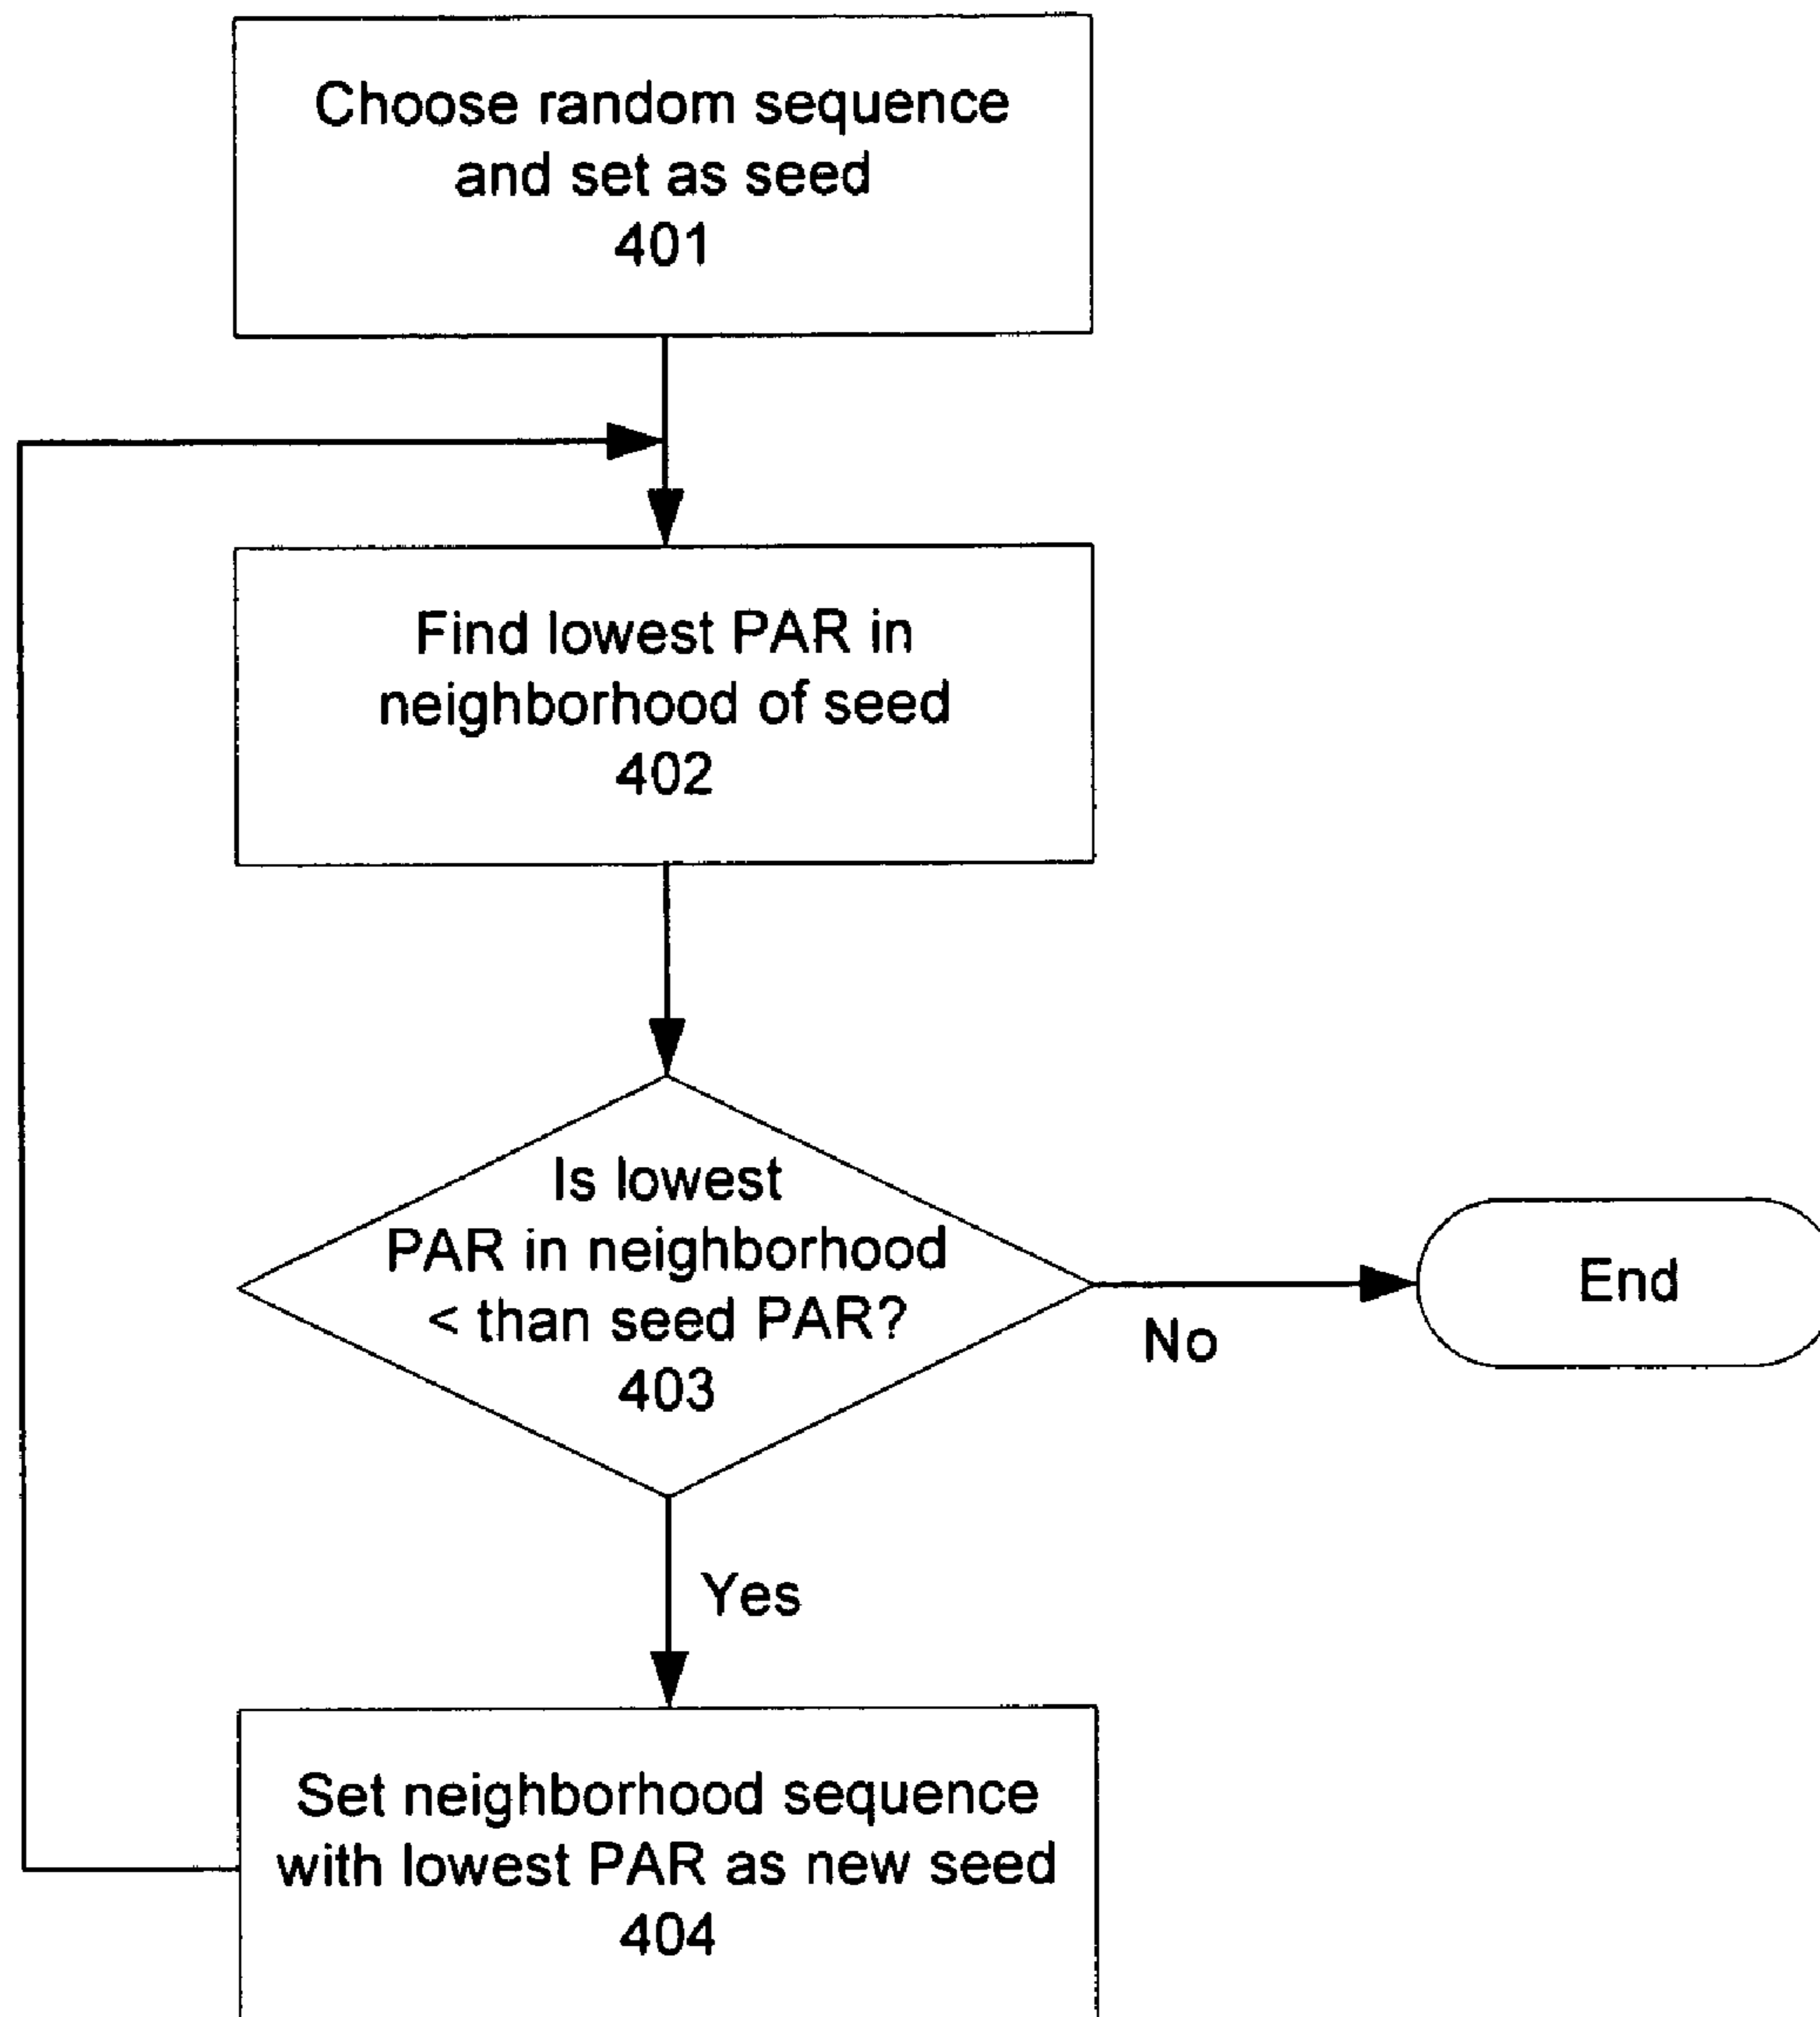 Choose random sequence
and set as seed
401
Find lowest PAR in
neighborhood of seed
402
Is lowest
PAR in neighborhood
< than seed PAR?
403
No
End
Yes
Set neighborhood sequence
with lowest PAR as new seed
404